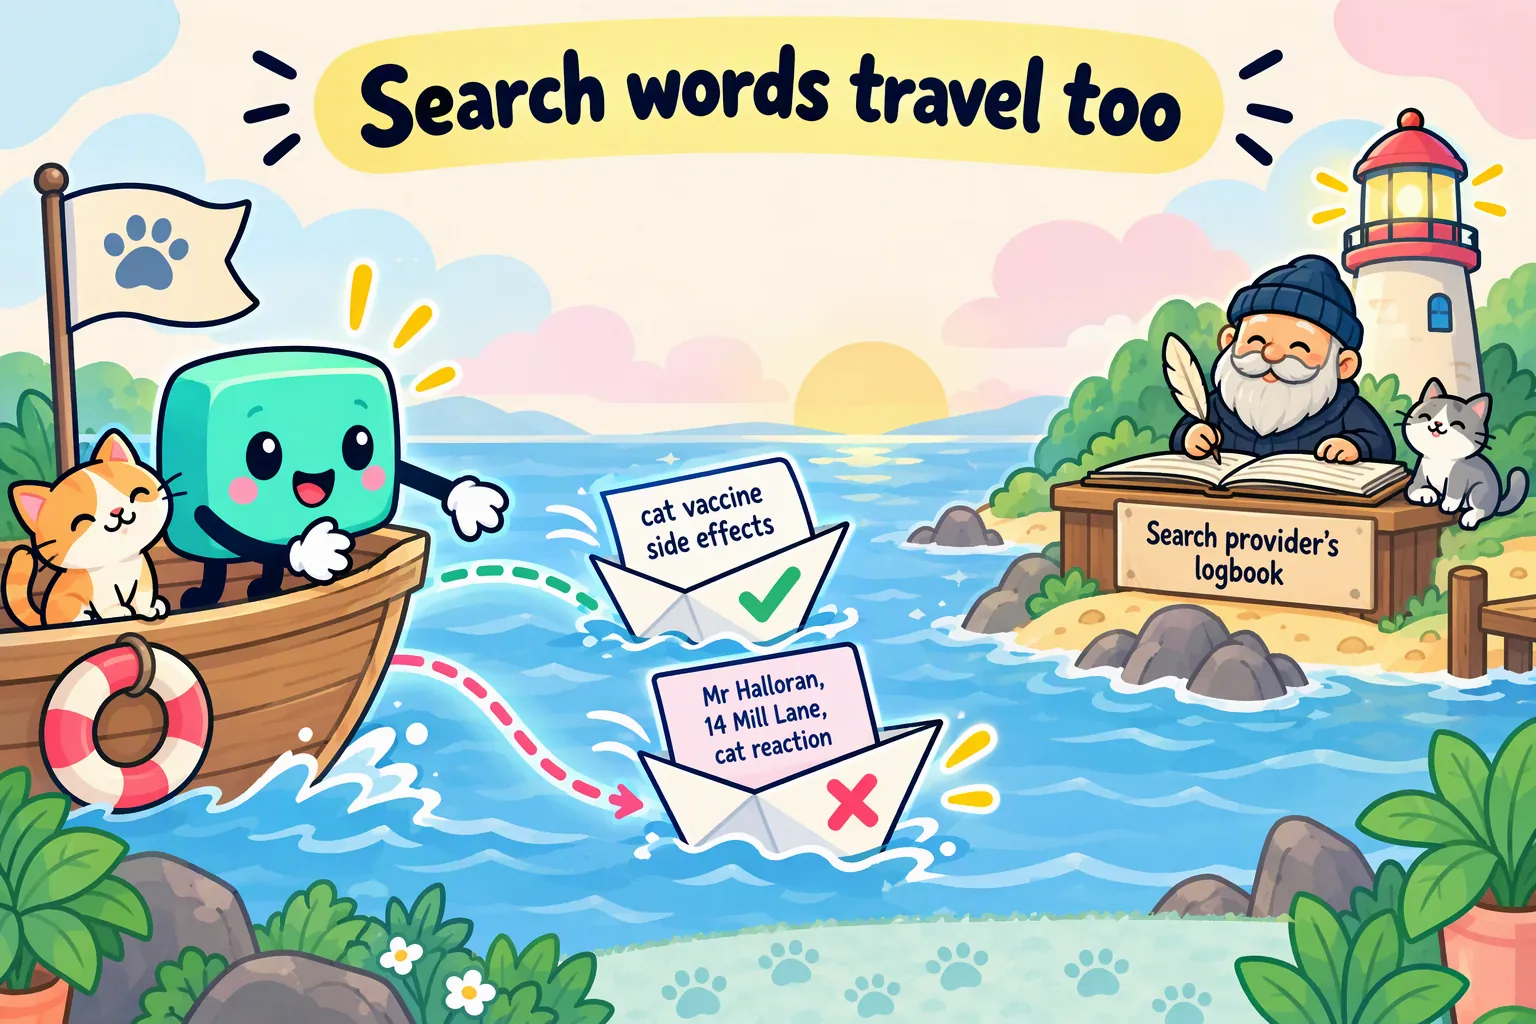 Search words travel too
cat vaccine
side effects
Mr Halloran,
14 Mill Lane,
cat reaction
Search provider's
logbook